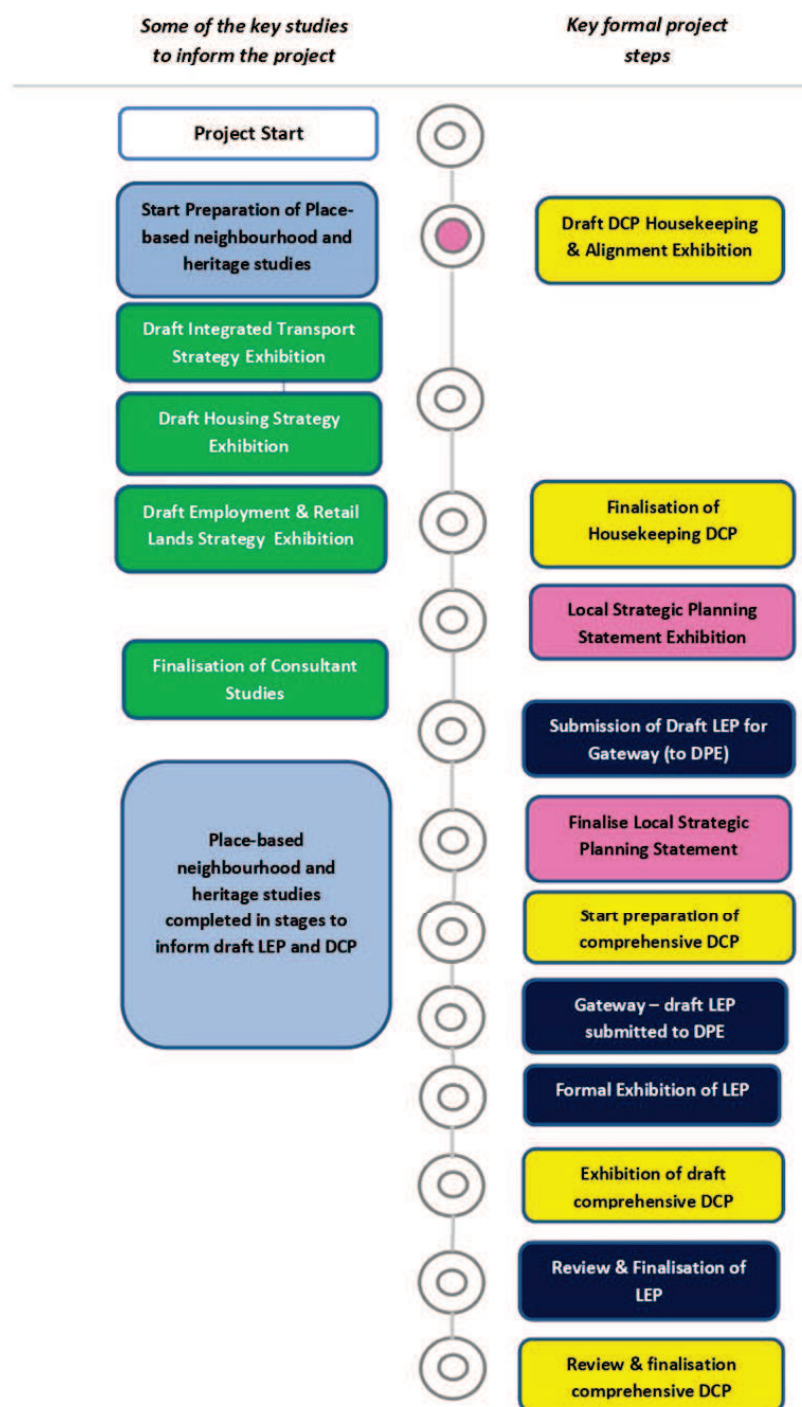 Some of the key studies
to inform the project
Key formal project
steps
Project Start
Start Preparation of Place-
based neighbourhood and
heritage studies
Draft DCP Housekeeping
& Alignment Exhibition
Draft Integrated Transport
Strategy Exhibition
Draft Housing Strategy
Exhibition
Draft Employment & Retail
Lands Strategy Exhibition
Finalisation of
Housekeeping DCP
Local Strategic Planning
Statement Exhibition
Finalisation of Consultant
Studies
Submission of Draft LEP for
Gateway (to DPE)
Place-based
neighbourhood and
heritage studies
completed in stages to
inform draft LEP and DCP
Finalise Local Strategic
Planning Statement
Start preparation of
comprehensive DCP
Gateway – draft LEP
submitted to DPE
Formal Exhibition of LEP
Exhibition of draft
comprehensive DCP
Review & Finalisation of
LEP
Review & finalisation
comprehensive DCP